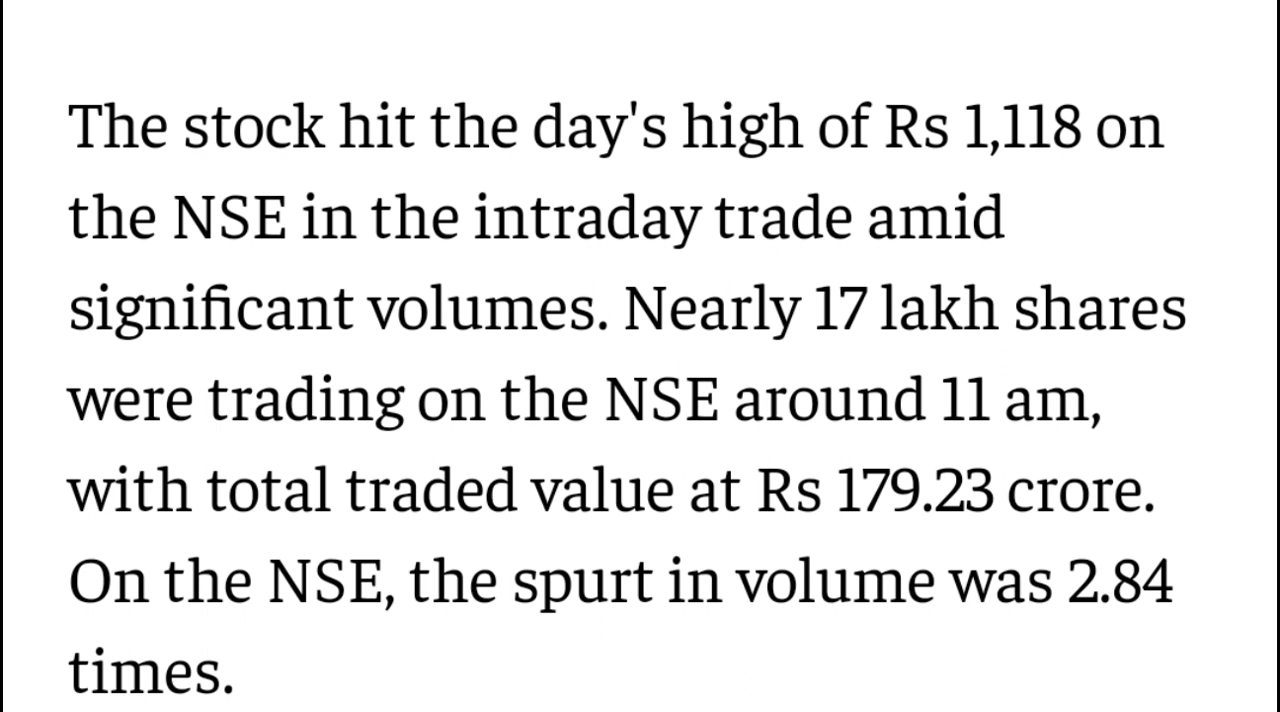 The stock hit the day's high of Rs 1,118 on
the NSE in the intraday trade amid
significant volumes. Nearly 17 lakh shares
were trading on the NSE around 11 am,
with total traded value at Rs 179.23 crore.
On the NSE, the spurt in volume was 2.84
times.